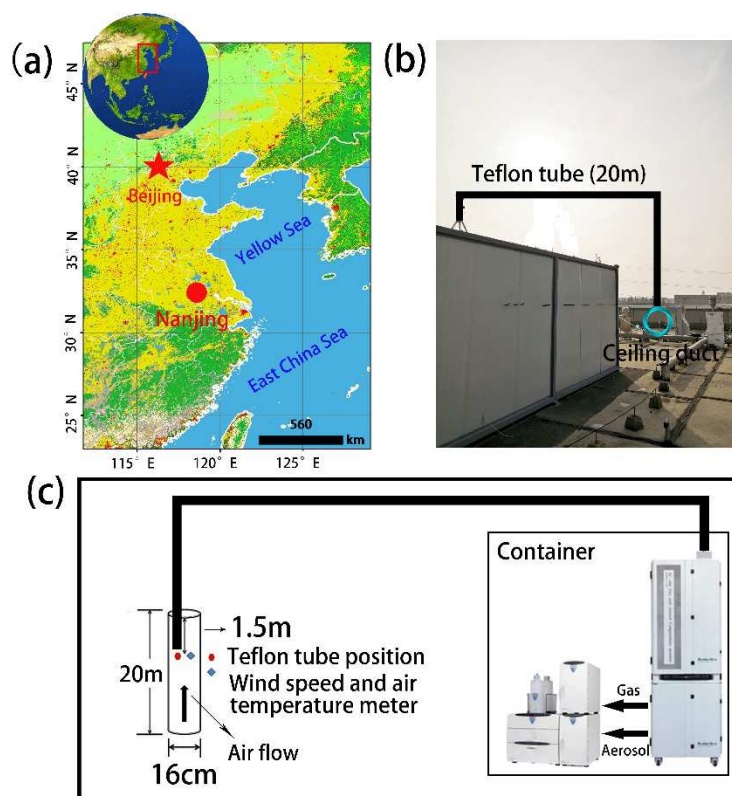 (a)
45° N
40° N
35° N
30° N
25° N
115° E
120° E
125° E
Beijing
Nanjing
Yellow Sea
East China Sea
560
km
(b)
Teflon tube (20m)
Ceiling duct
(c)
Container
1.5m
Teflon tube position
Wind speed and air
temperature meter
20m
Air flow
16cm
Gas
Aerosol